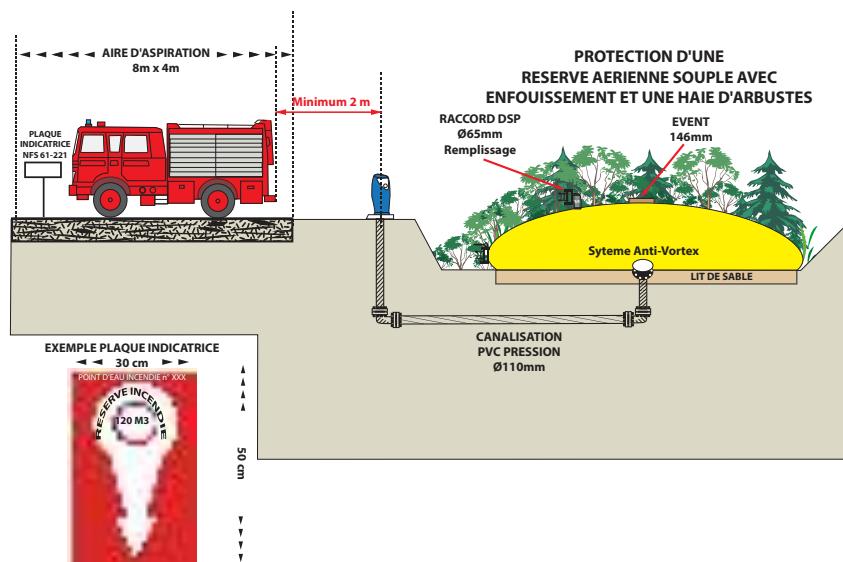 AIRE D'ASPIRATION
8m x 4m
Minimum 2 m
PROTECTION D'UNE
RESERVE AERIENNE SOUPLE AVEC
ENFOUISSEMENT ET UNE HAIE D'ARBUSTES
RACCORD DSP
Ø65mm
Remplissage
EVENT
146mm
PLAQUE
INDICATRICE
NFS 61-221
Syteme Anti-Vortex
LIT DE SABLE
CANALISATION
PVC PRESSION
Ø110mm
EXEMPLE PLAQUE INDICATRICE
30 cm
POINT D'EAU INCENDIE n° XXX
RESERVE INCENDIE
120 M3
50 cm